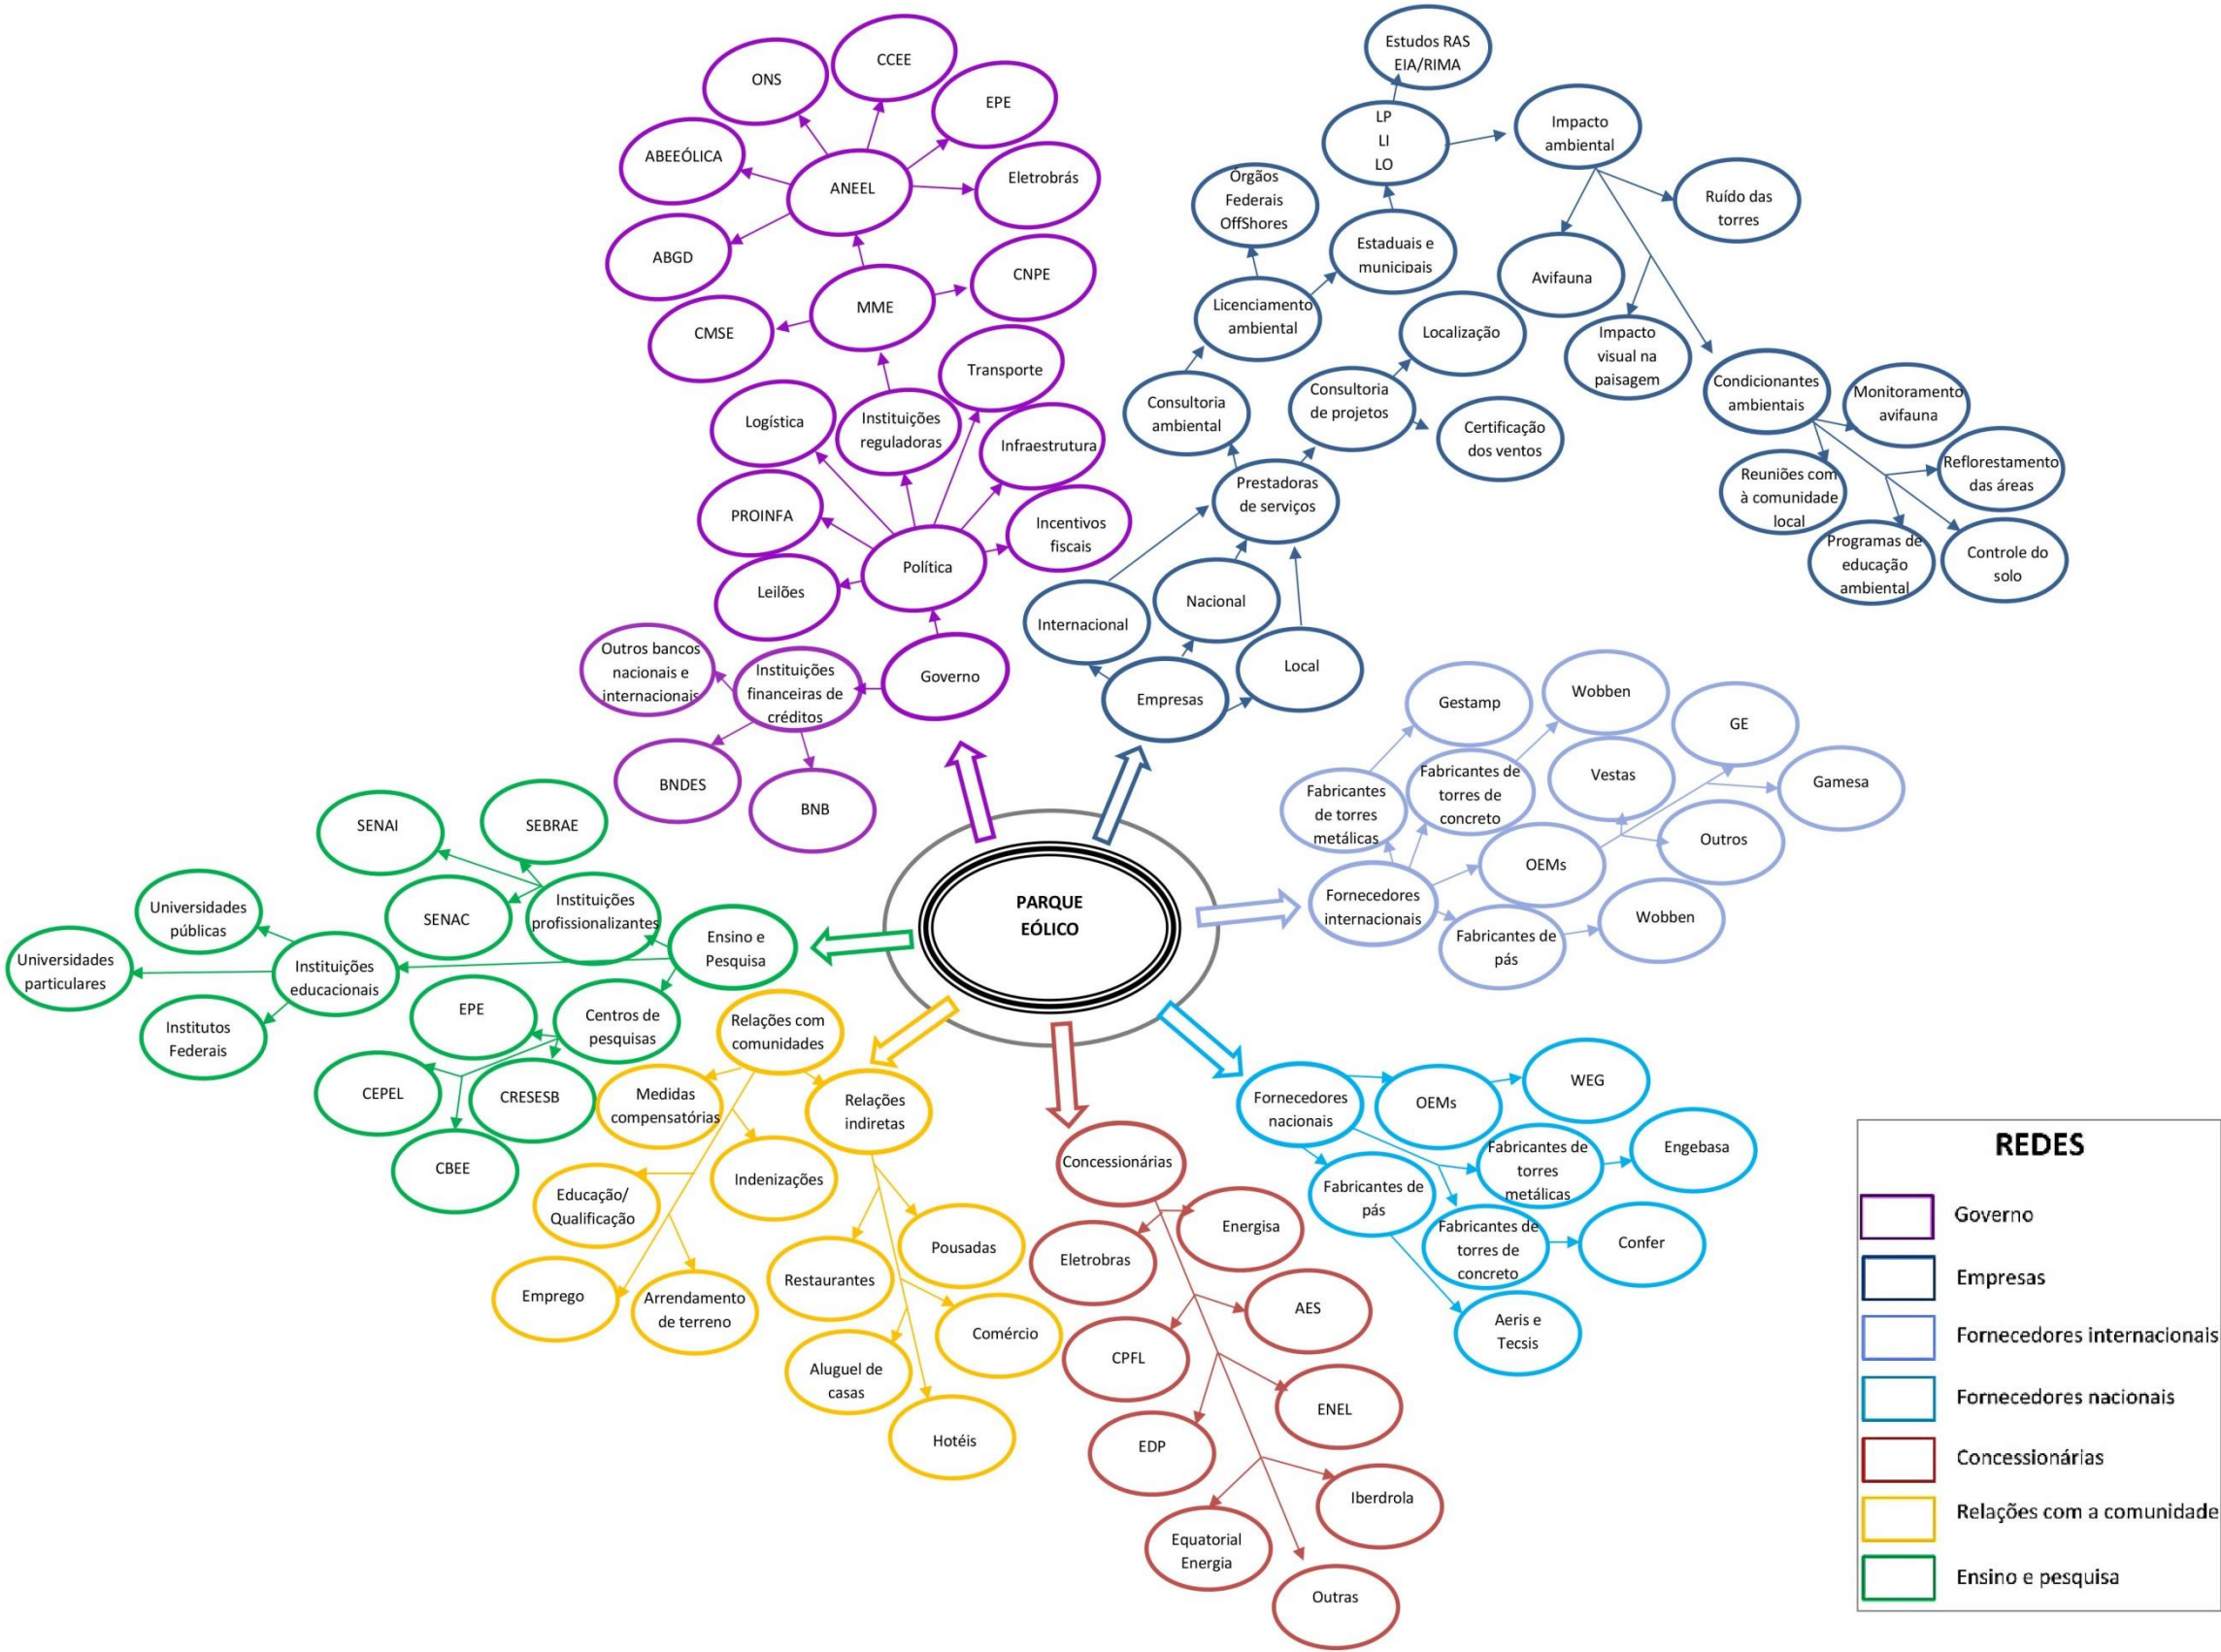 ONS
CCEE
EPE
ABEEÓLICA
ANEEL
Eletrobrás
ABGD
MME
CNPE
CMSE
Transporte
Logística
Instituições
reguladoras
Infraestrutura
PROINFA
Incentivos
fiscais
Política
Leilões
Outros bancos
nacionais e
internacionais
Instituições
financeiras de
créditos
Governo
BNDES
BNB
Estudos RAS
EIA/RIMA
LP
LI
LO
Impacto
ambiental
Órgãos
Federais
OffShores
Estaduais e
municipais
Ruído das
torres
Avifauna
Licenciamento
ambiental
Localização
Impacto
visual na
paisagem
Consultoria
ambiental
Consultoria
de projetos
Certificação
dos ventos
Condicionantes
ambientais
Monitoramento
avifauna
Reuniões com
à comunidade
local
Reflorestamento
das áreas
Programas de
educação
ambiental
Controle do
solo
Prestadoras
de serviços
Internacional
Nacional
Local
Empresas
Gestamp
Wobben
GE
Vestas
Gamesa
Fabricantes
de torres
metálicas
Fabricantes de
torres de
concreto
OEMs
Outros
Fornecedores
internacionais
Fabricantes de
pás
Wobben
PARQUE
EÓLICO
SENAI
SEBRAE
SENAC
Instituições
profissionalizantes
Universidades
públicas
Universidades
particulares
Instituições
educacionais
Institutos
Federais
Ensino e
Pesquisa
EPE
Centros de
pesquisas
CEPEL
CRESESB
CBEE
Relações com
comunidades
Medidas
compensatórias
Relações
indiretas
Indenizações
Educação/
Qualificação
Emprego
Arrendamento
de terreno
Pousadas
Restaurantes
Comércio
Aluguel de
casas
Hotéis
Concessionárias
Energisa
Eletrobras
AES
CPFL
ENEL
EDP
Iberdrola
Equatorial
Energia
Outras
Fornecedores
nacionais
OEMs
WEG
Fabricantes de
torres
metálicas
Engebasa
Fabricantes de
pás
Fabricantes de
torres de
concreto
Confer
Aeris e
Tecsis
REDES
Governo
Empresas
Fornecedores internacionais
Fornecedores nacionais
Concessionárias
Relações com a comunidade
Ensino e pesquisa